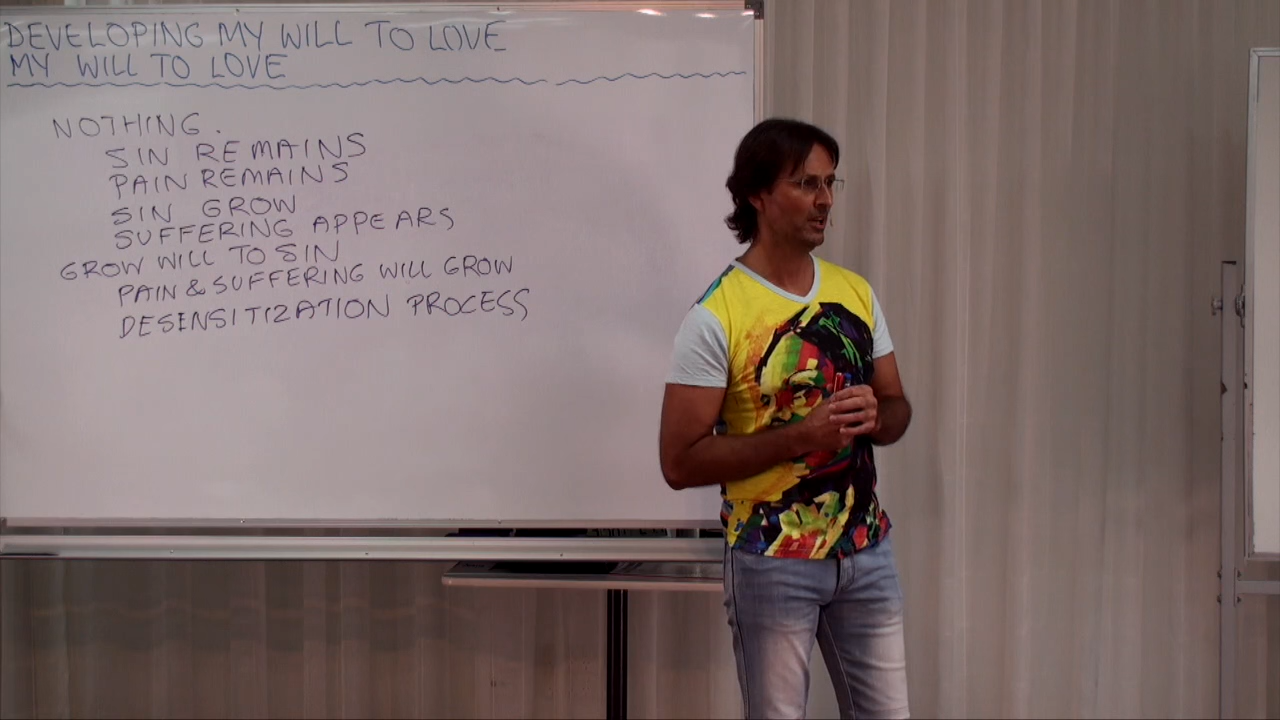 DEVELOPING MY WILL TO LOVE
MY WILL TO LOVE
NOTHING.
SIN REMAINS
PAIN REMAINS
SIN GROW
SUFFERING APPEARS
GROW WILL TO SIN
PAIN & SUFFERING WILL GROW
DESENSITIZATION PROCESS